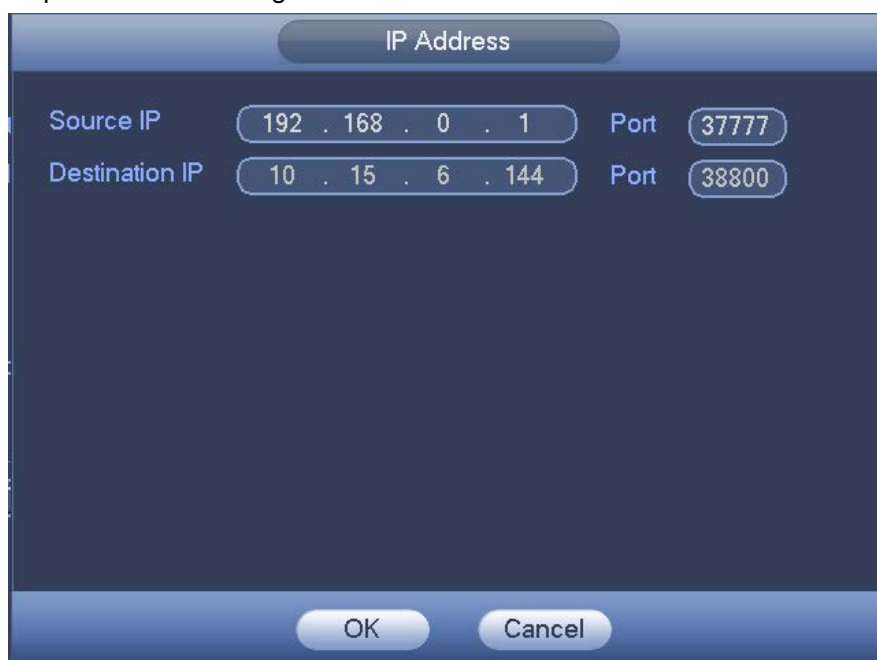 IP Address
Source IP 192 . 168 . 0 . 1 Port 37777
Destination IP 10 . 15 . 6 . 144 Port 38800
OK Cancel